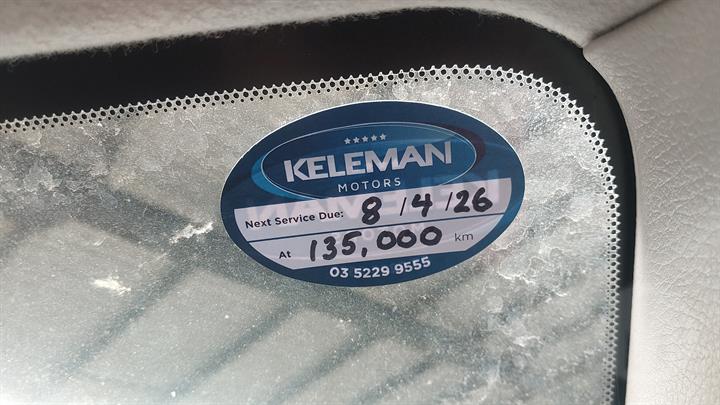 KELEMAN
MOTORS
Next Service Due: 8/4/26
At 135,000 km
03 5229 9555